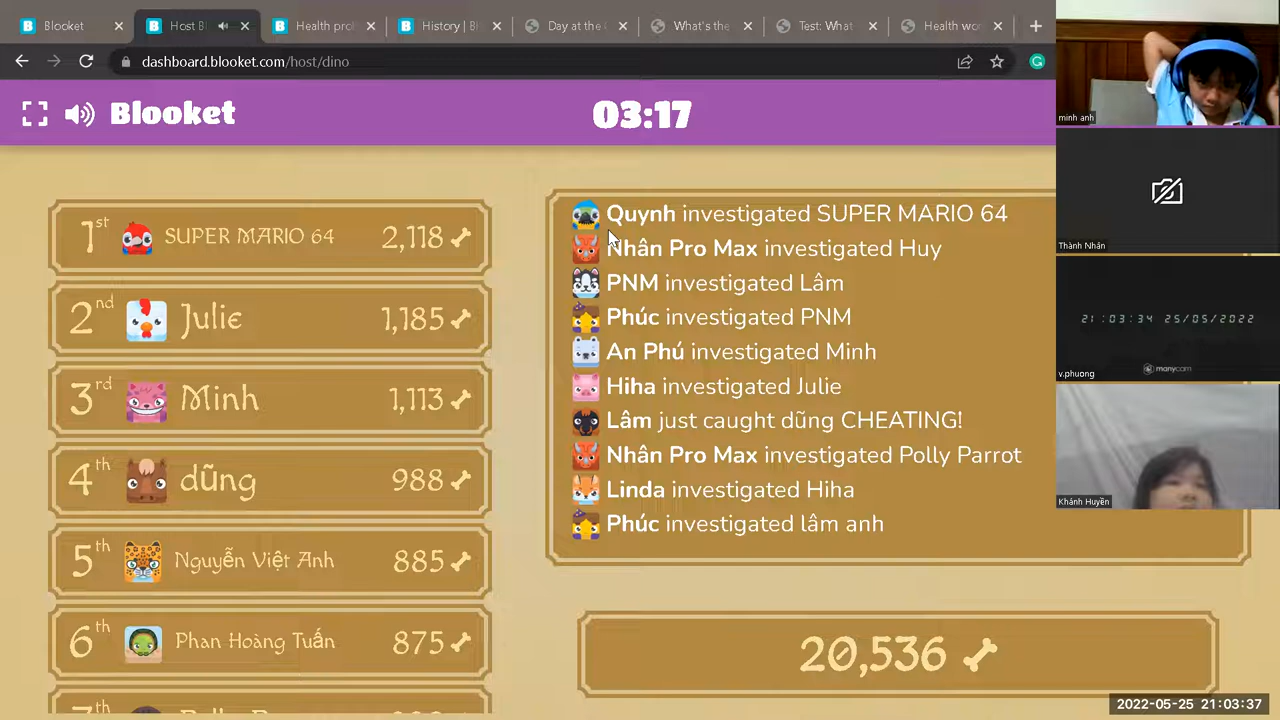 Blooket
Host B
Health pro
History | B
Day at the
What's the
Test: What
Health wor
dashboard.blooket.com/host/dino
Blooket
03:17
1st SUPER MARIO 64 2,118
2nd Julie 1,185
3rd Minh 1,113
4th dũng 988
5th Nguyễn Việt Anh 885
6th Phan Hoàng Tuấn 875
Quynh investigated SUPER MARIO 64
Nhân Pro Max investigated Huy
PNM investigated Lâm
Phúc investigated PNM
An Phú investigated Minh
Hiha investigated Julie
Lâm just caught dũng CHEATING!
Nhân Pro Max investigated Polly Parrot
Linda investigated Hiha
Phúc investigated lâm anh
20,536
minh anh
Thành Nhân
21:03:34 25/05/2022
manycam
v.phuong
Khánh Huyền
2022-05-25 21:03:37